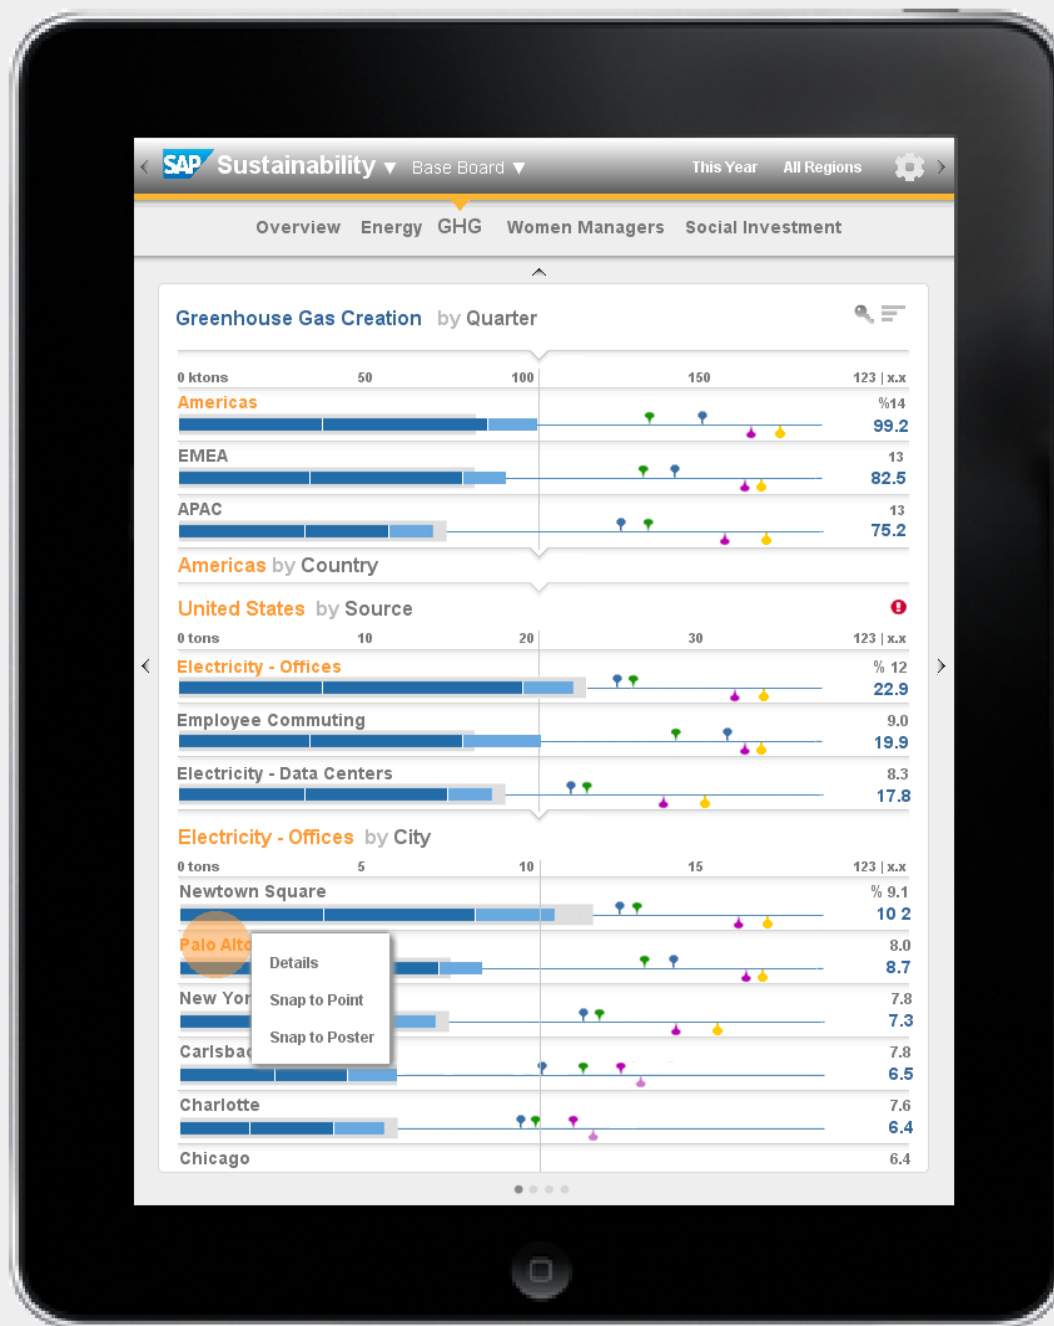 SAP Sustainability Base Board This Year All Regions
Overview Energy GHG Women Managers Social Investment
Greenhouse Gas Creation by Quarter
0 ktons 50 100 150 123 | x.x
Americas %14
99.2
EMEA 13
82.5
APAC 13
75.2
Americas by Country
United States by Source
0 tons 10 20 30 123 | x.x
Electricity - Offices % 12
22.9
Employee Commuting 9.0
19.9
Electricity - Data Centers 8.3
17.8
Electricity - Offices by City
0 tons 5 10 15 123 | x.x
Newtown Square % 9.1
10 2
Palo Alto 8.0
Details
8.7
New Yor 7.8
Snap to Point
7.3
Snap to Poster
Carlsbad 7.8
6.5
Charlotte 7.6
6.4
Chicago 6.4